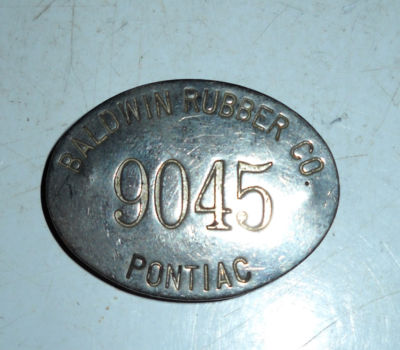 BALDWIN RUBBER CO
9045
PONTIAC